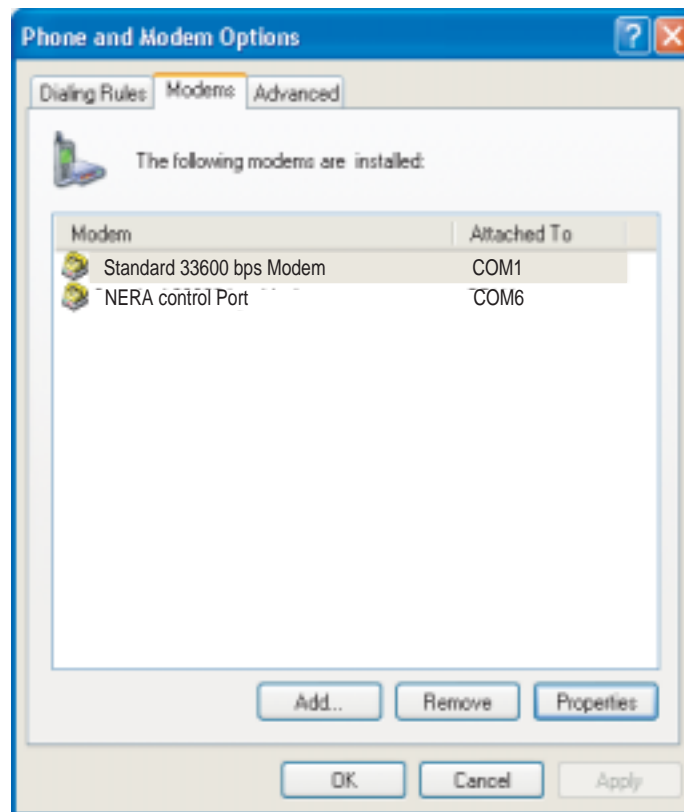 Phone and Modem Options
Dialing Rules Modems Advanced
The following modems are installed:
Modem Attached To
Standard 33600 bps Modem COM1
NERA control Port COM6
Add... Remove Properties
OK Cancel Apply